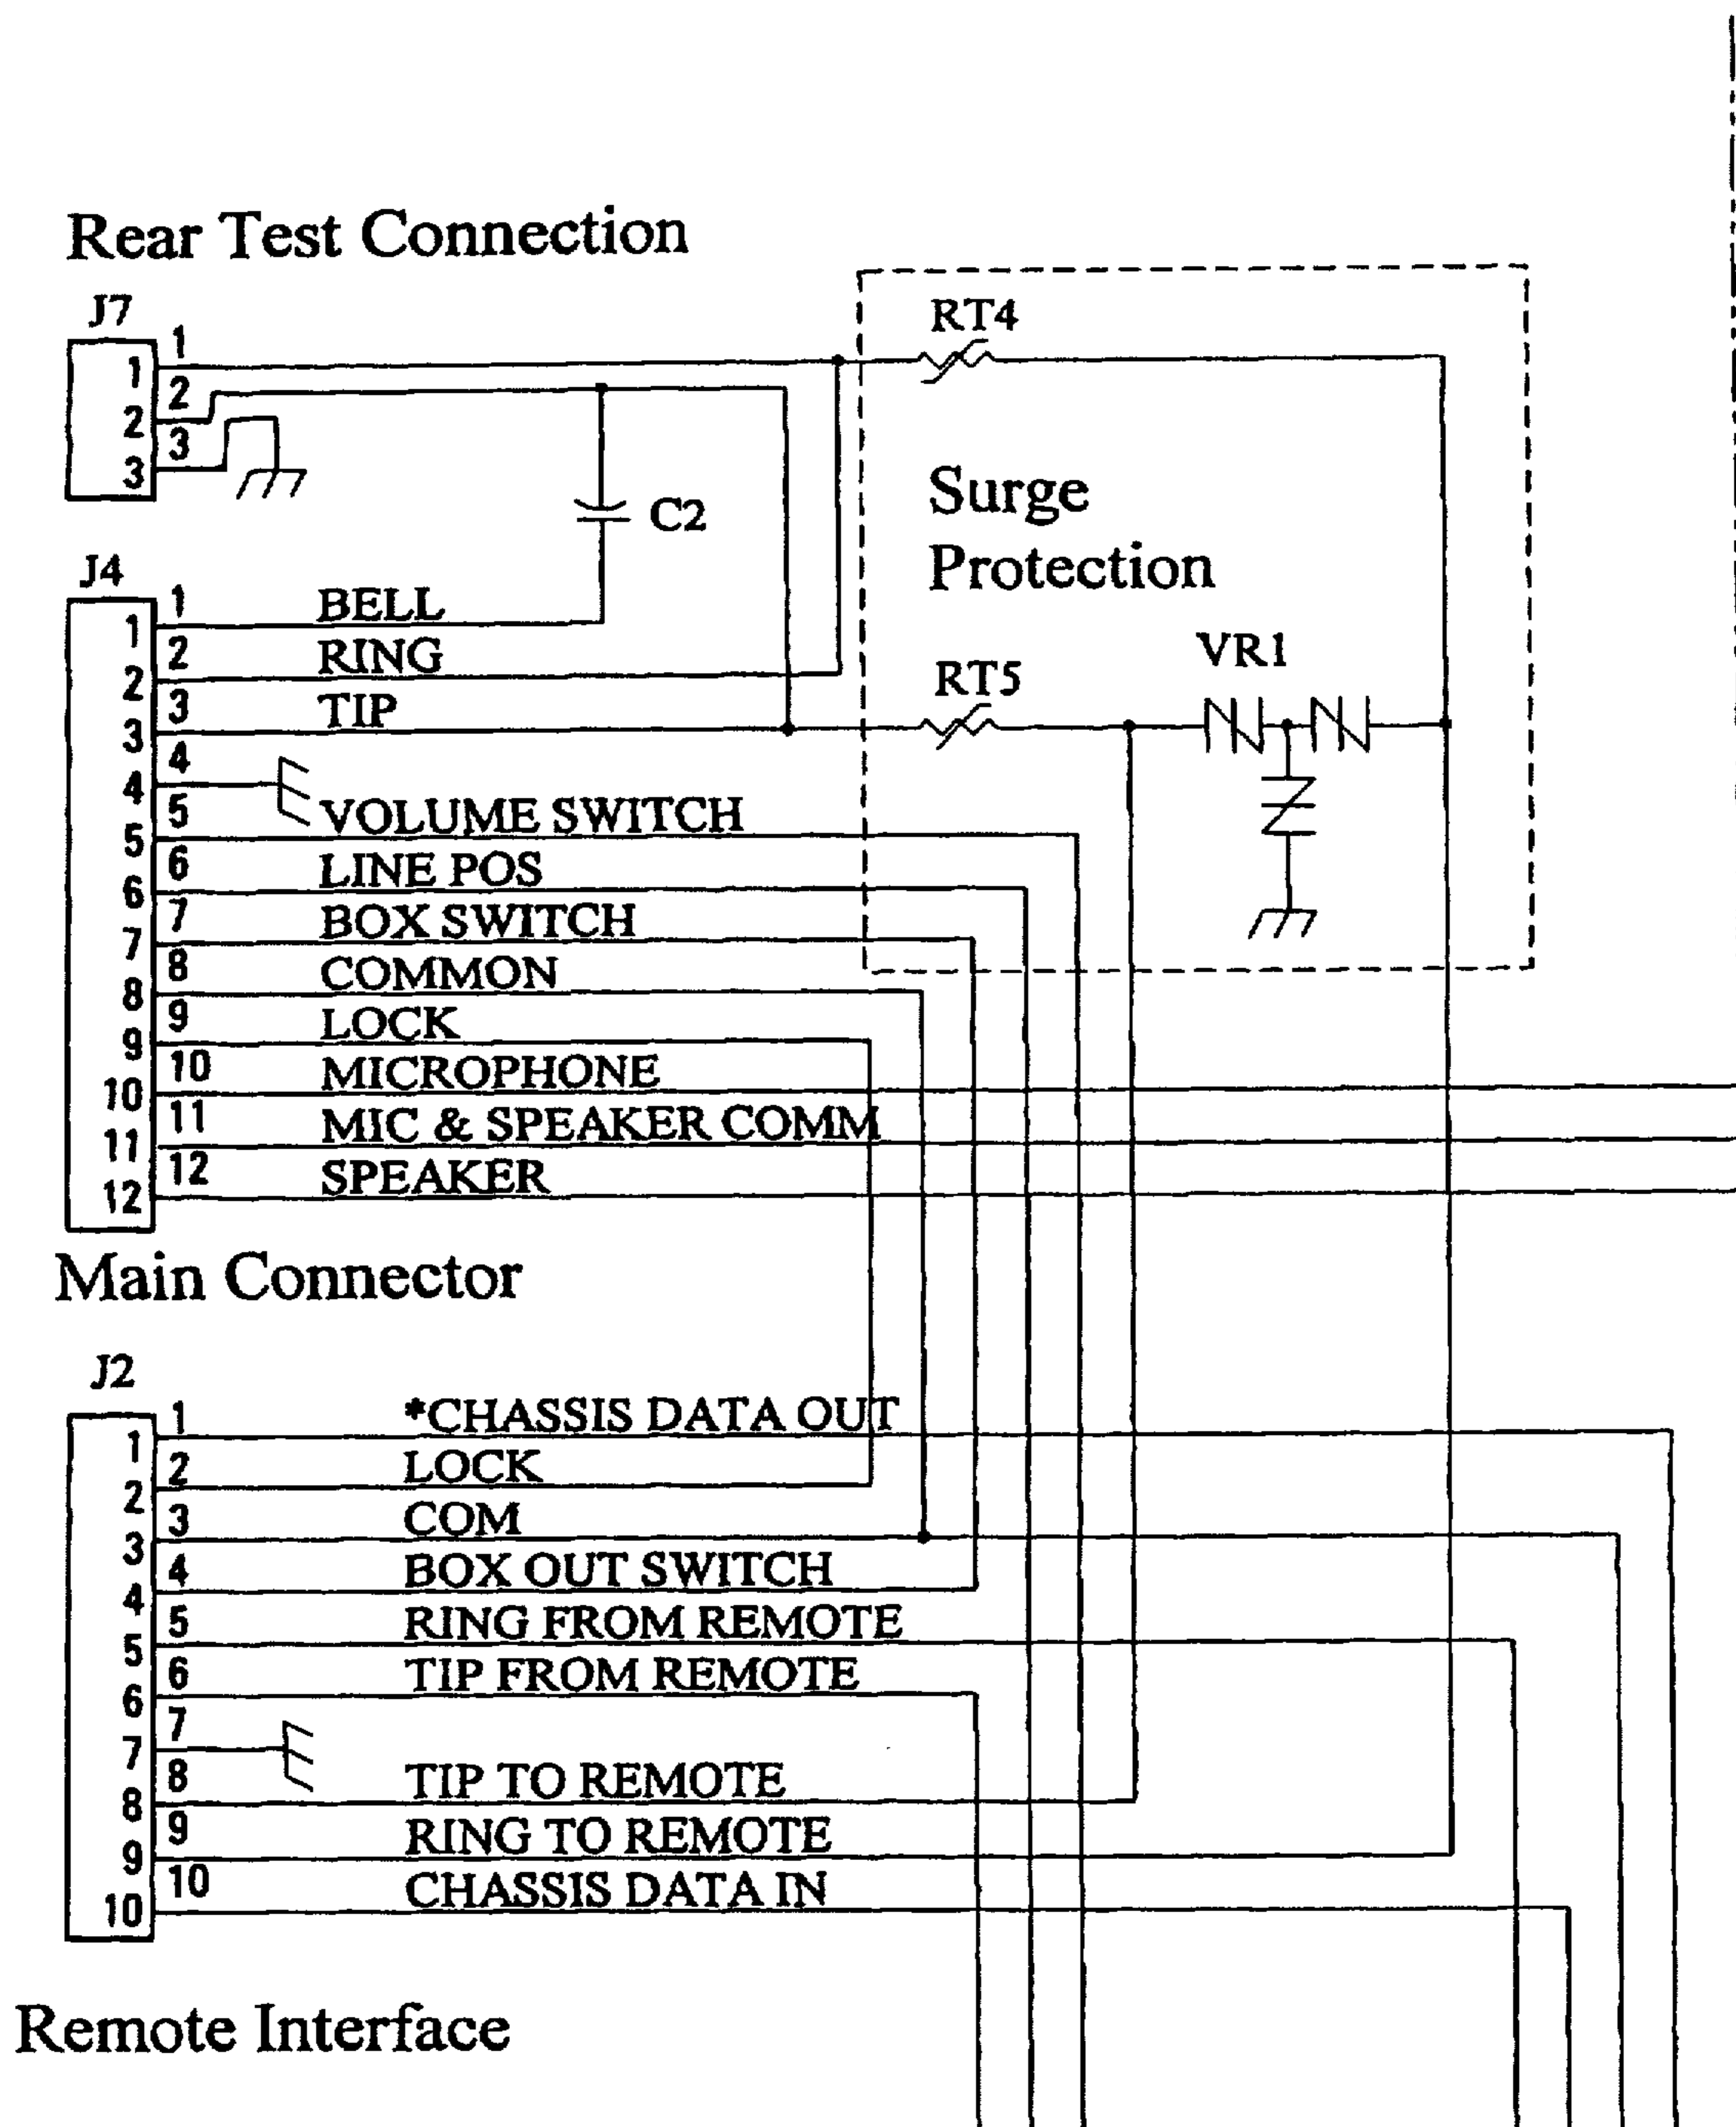 Rear Test Connection
J7
1
1
2
2
3
3
RT4
C2
Surge
Protection
J4
1 BELL
1
2 RING
2
3 TIP
3
RT5
VR1
4
4
5 VOLUME SWITCH
5
6 LINE POS
6
7 BOX SWITCH
7
8 COMMON
8
9 LOCK
9
10 MICROPHONE
10
11 MIC & SPEAKER COMM
11
12 SPEAKER
12
Main Connector
J2
1 *CHASSIS DATA OUT
1
2 LOCK
2
3 COM
3
4 BOX OUT SWITCH
4
5 RING FROM REMOTE
5
6 TIP FROM REMOTE
6
7
7
8 TIP TO REMOTE
8
9 RING TO REMOTE
9
10 CHASSIS DATA IN
10
Remote Interface